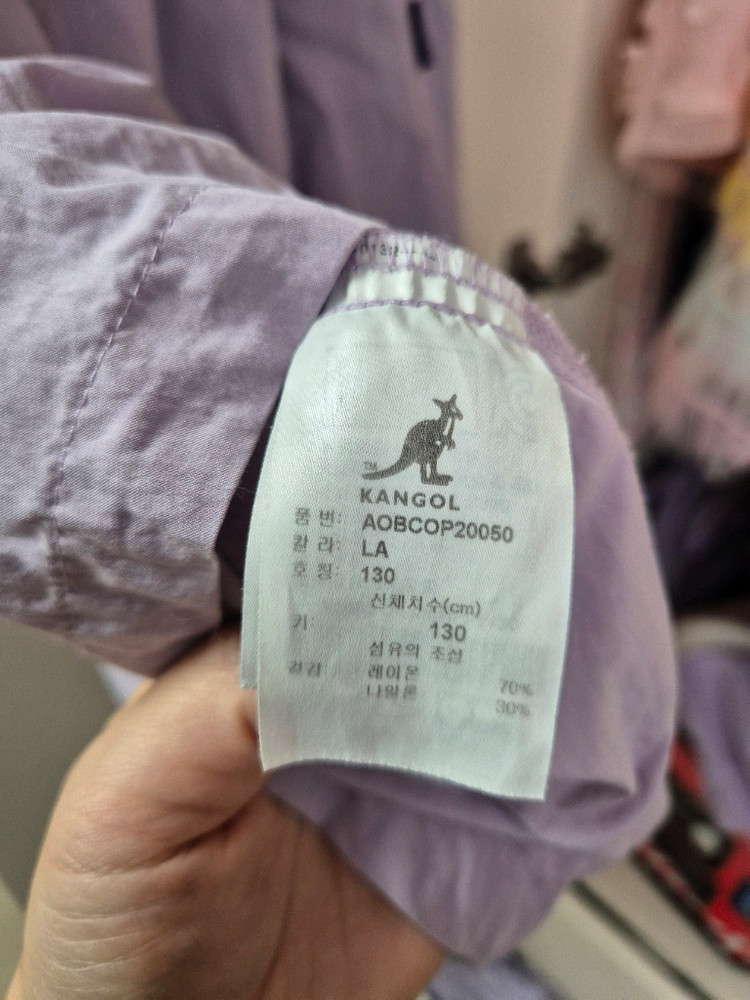 TM
KANGOL
품 번: AOBCOP20050
칼 라: LA
호 칭: 130
신체치수(cm)
키: 130
섬유의 조성
겉감: 레이온 70%
나일론 30%